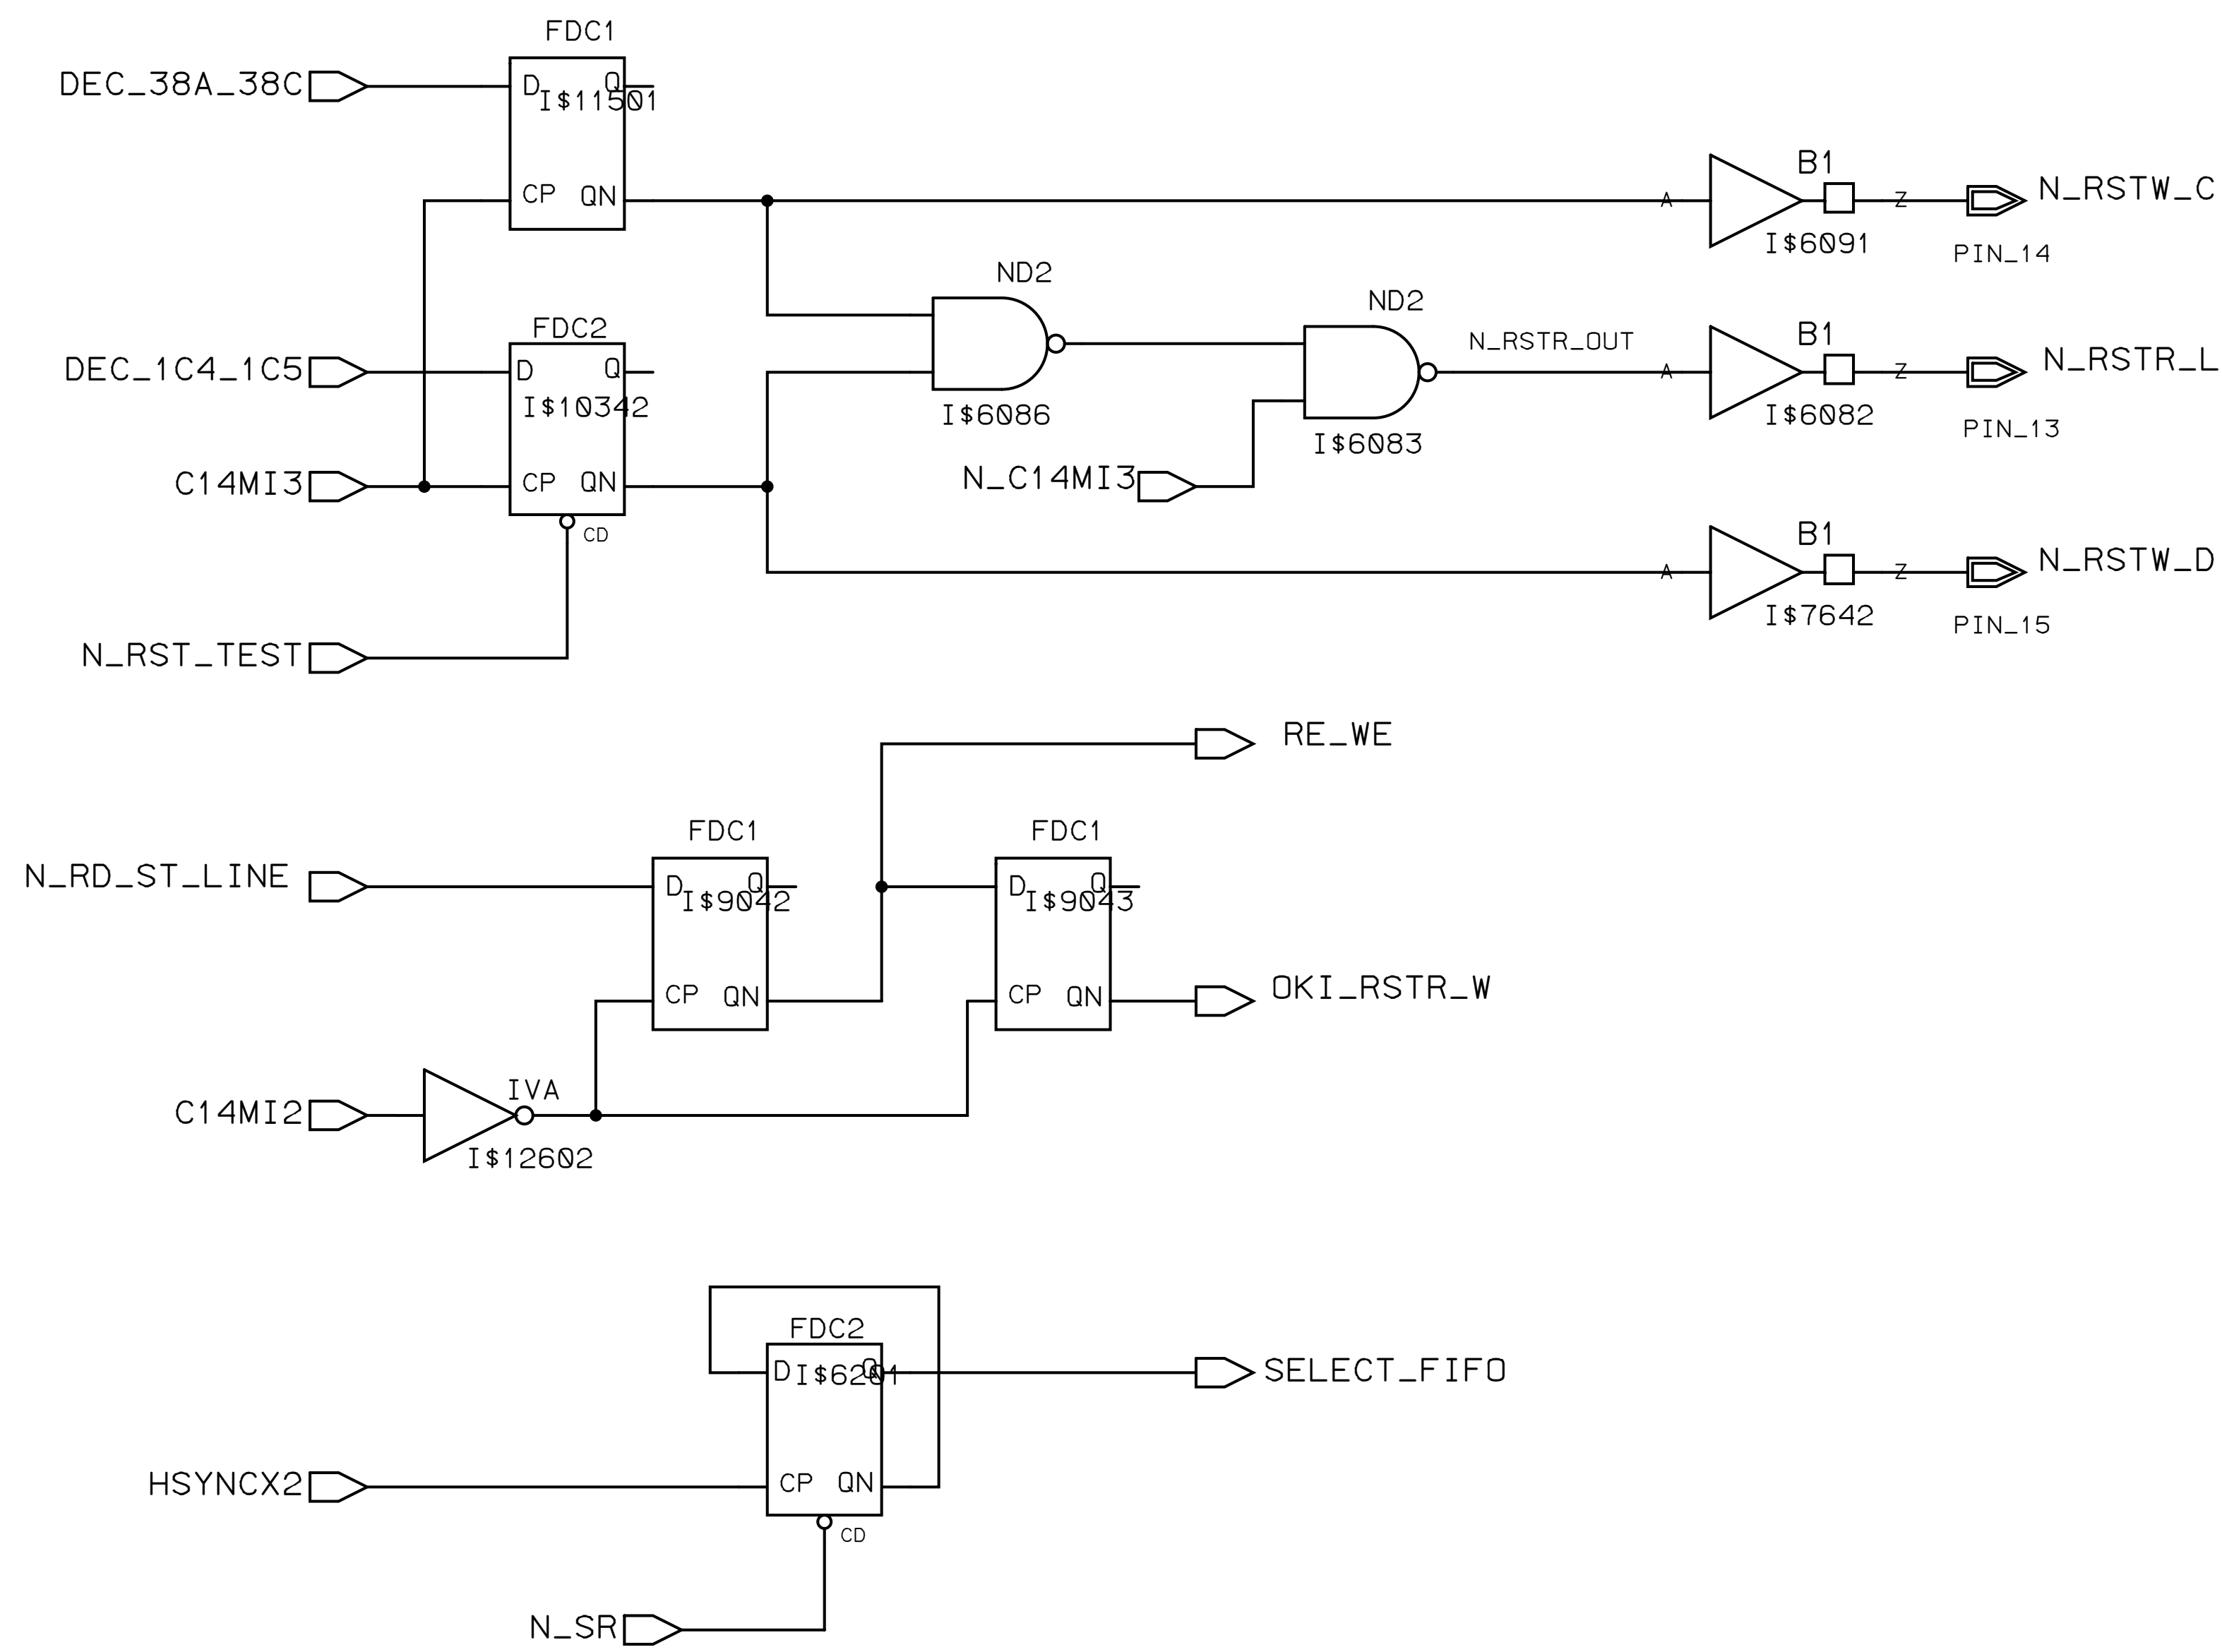 FDC1
DEC_38A_38C
D
Q
I$11501
CP
QN
B1
A
Z
N_RSTW_C
I$6091
PIN_14
ND2
ND2
FDC2
DEC_1C4_1C5
D
Q
I$10342
N_RSTR_OUT
B1
A
Z
N_RSTR_L
I$6086
I$6083
I$6082
PIN_13
C14MI3
CP
QN
N_C14MI3
CD
B1
A
Z
N_RSTW_D
I$7642
PIN_15
N_RST_TEST
RE_WE
FDC1
FDC1
N_RD_ST_LINE
D
Q
I$9042
D
Q
I$9043
CP
QN
CP
QN
OKI_RSTR_W
IVA
C14MI2
I$12602
FDC2
D
Q
I$6201
SELECT_FIFO
HSYNCX2
CP
QN
CD
N_SR